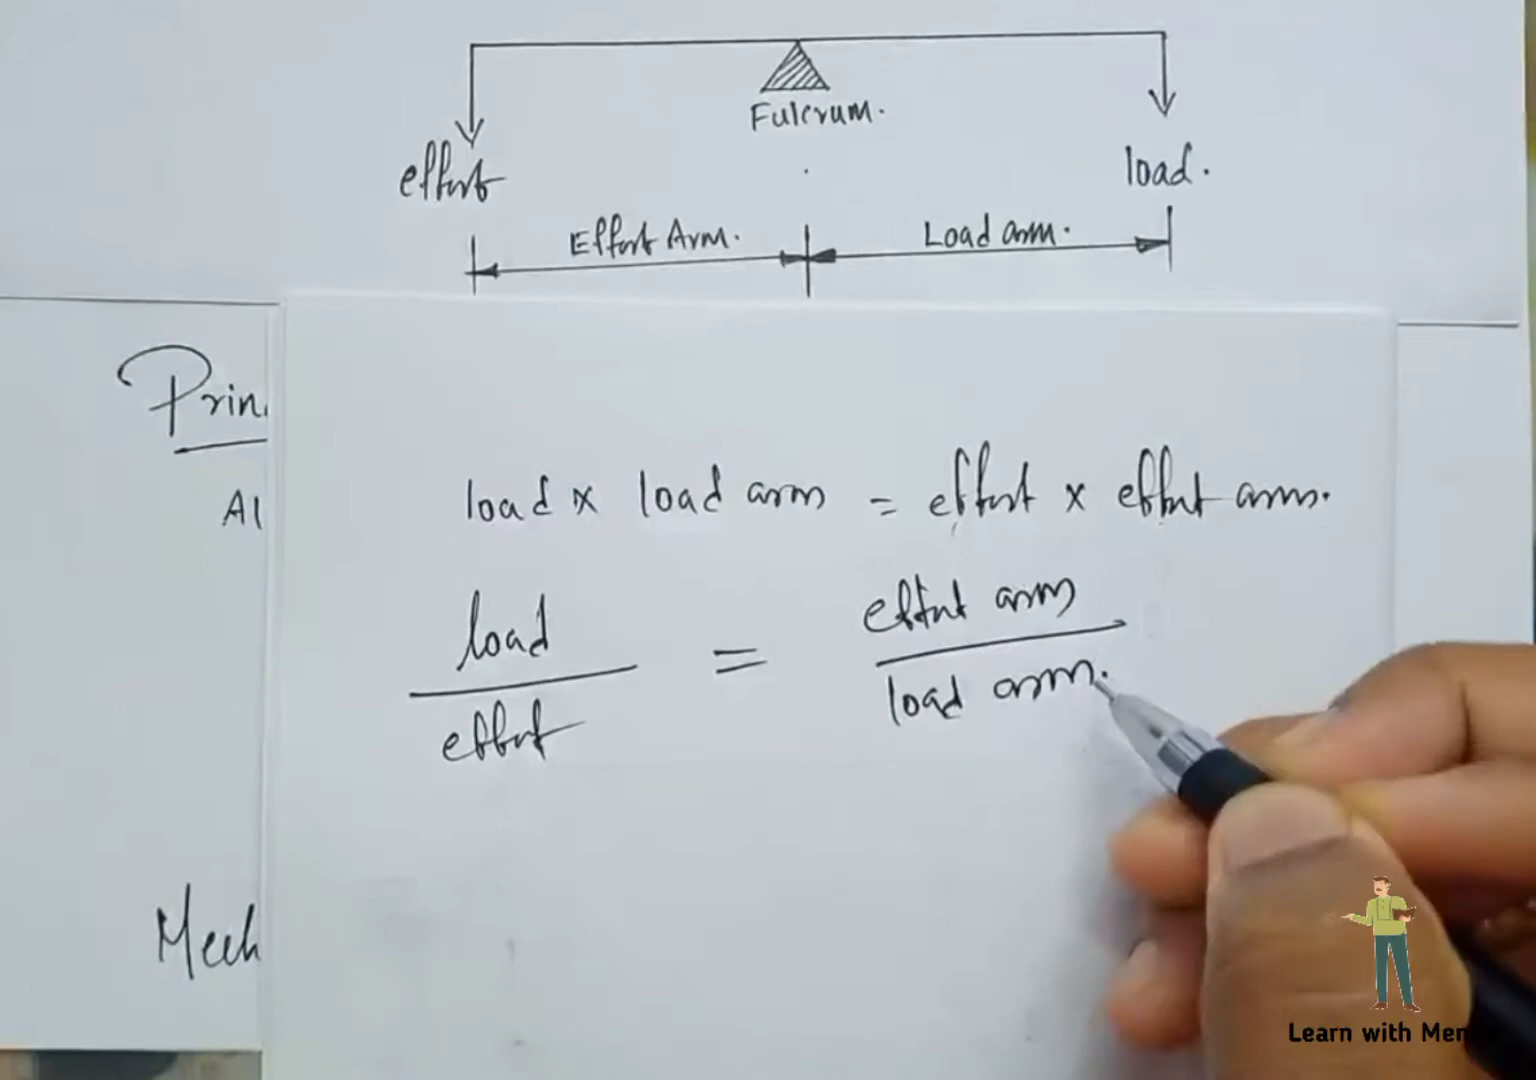 Fulcrum.
effort
load.
Effort Arm.
Load arm.
Prin
load x load arm = effort x effort arm.
Al
load
effort
=
effort arm
load arm.
Mech
Learn with Men